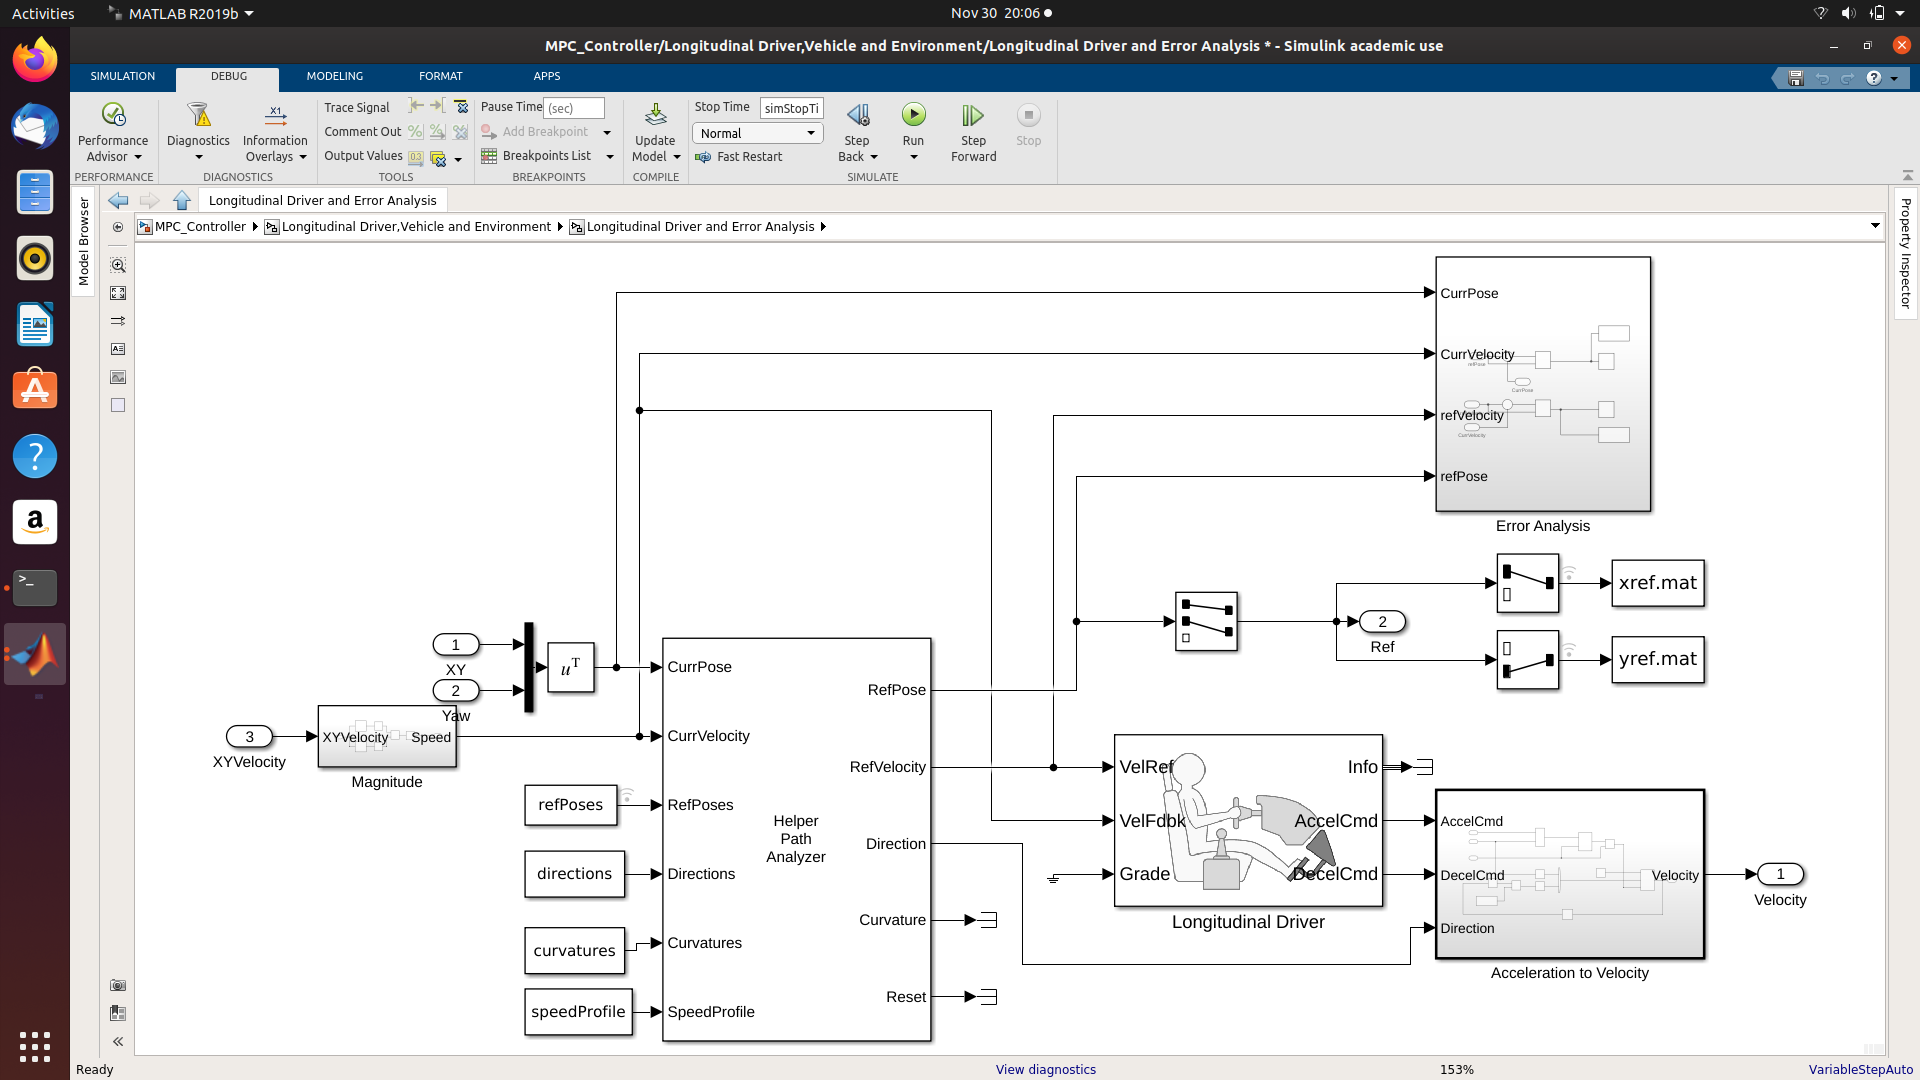 Activities
MATLAB R2019b
Nov 30 20:06
MPC_Controller/Longitudinal Driver,Vehicle and Environment/Longitudinal Driver and Error Analysis * - Simulink academic use
SIMULATION
DEBUG
MODELING
FORMAT
APPS
Performance
Advisor
PERFORMANCE
Diagnostics
Information
Overlays
DIAGNOSTICS
Trace Signal
Comment Out
Output Values
TOOLS
Pause Time (sec)
Add Breakpoint
Breakpoints List
BREAKPOINTS
Update
Model
COMPILE
Stop Time simStopTi
Normal
Fast Restart
Step
Back
Run
Step
Forward
Stop
SIMULATE
Model Browser
Property Inspector
Longitudinal Driver and Error Analysis
MPC_Controller
Longitudinal Driver,Vehicle and Environment
Longitudinal Driver and Error Analysis
CurrPose
CurrVelocity
refVelocity
refPose
Error Analysis
xref.mat
yref.mat
2
Ref
1
XY
2
Yaw
uT
3
XYVelocity
XYVelocity
Speed
Magnitude
refPoses
directions
curvatures
speedProfile
CurrPose
CurrVelocity
RefPoses
Directions
Curvatures
SpeedProfile
Helper
Path
Analyzer
RefPose
RefVelocity
Direction
Curvature
Reset
VelRef
VelFdbk
Grade
Info
AccelCmd
DecelCmd
Longitudinal Driver
AccelCmd
DecelCmd
Direction
Velocity
Acceleration to Velocity
1
Velocity
Ready
View diagnostics
153%
VariableStepAuto